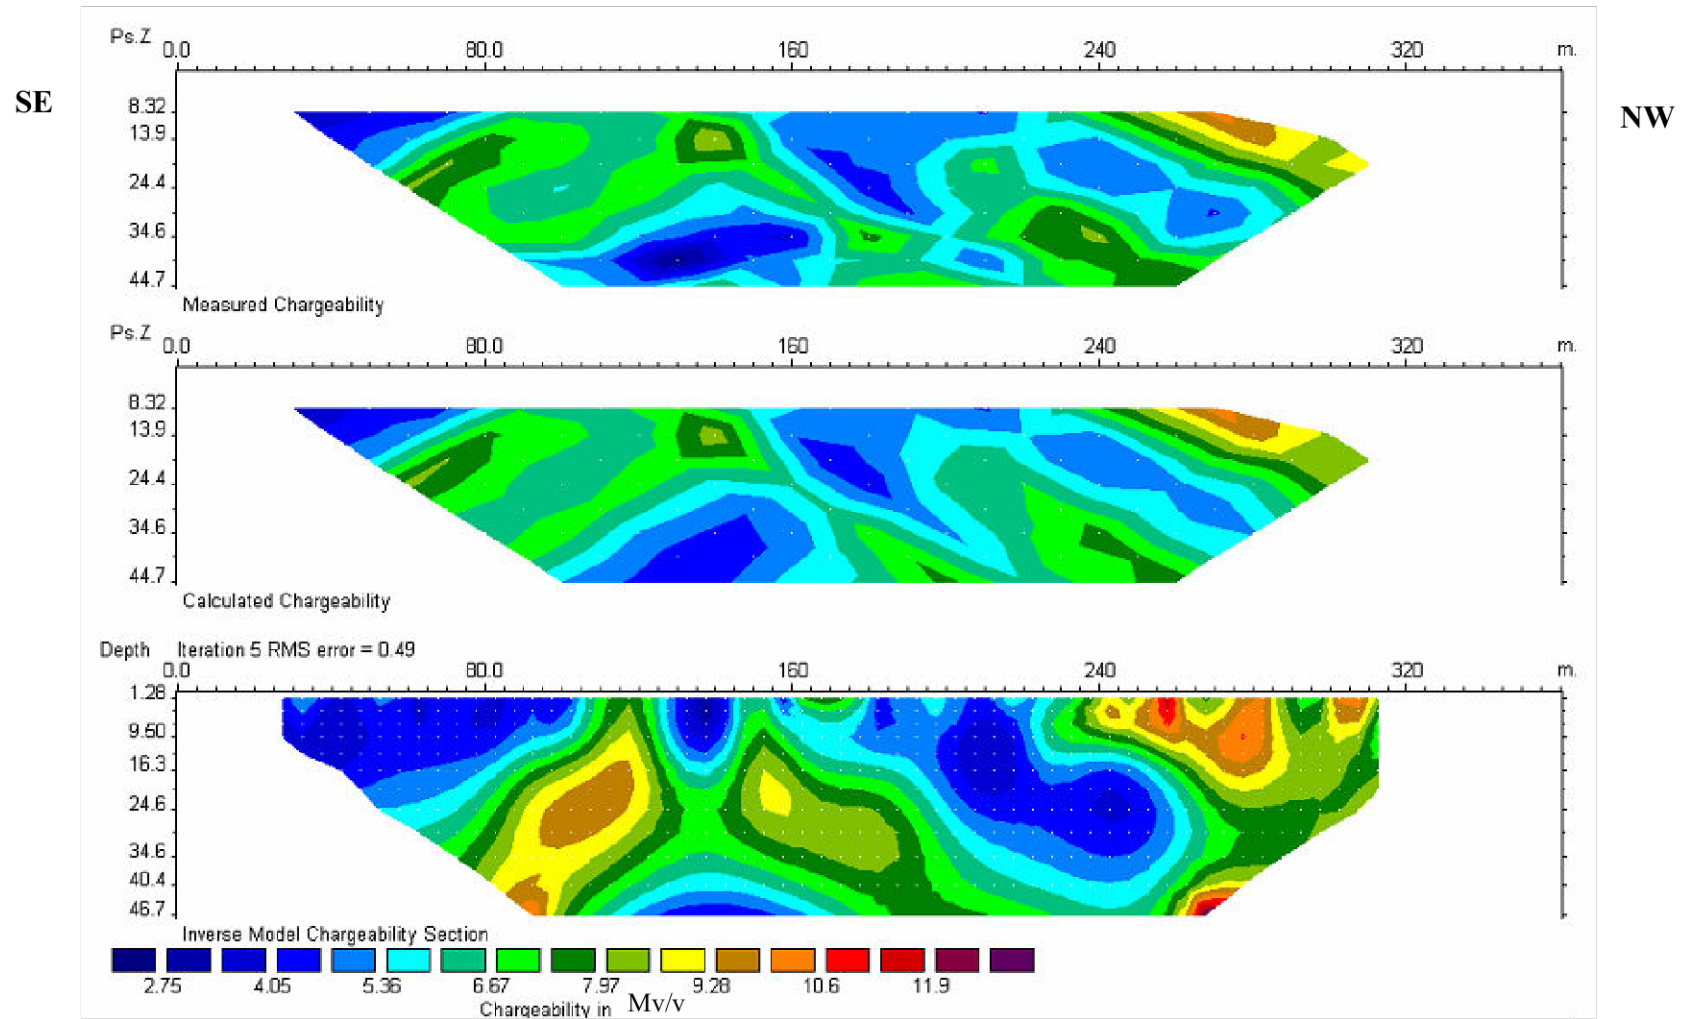 Ps.Z 0.0 80.0 160 240 320 m.
SE
NW
8.32
13.9
24.4
34.6
44.7
Measured Chargeability
Ps.Z 0.0 80.0 160 240 320 m.
8.32
13.9
24.4
34.6
44.7
Calculated Chargeability
Depth Iteration 5 RMS error = 0.49
0.0 80.0 160 240 320 m.
1.28
9.50
16.3
24.6
34.6
40.4
46.7
Inverse Model Chargeability Section
2.75 4.05 5.36 6.67 7.97 9.28 10.6 11.9
Chargeability in Mv/v